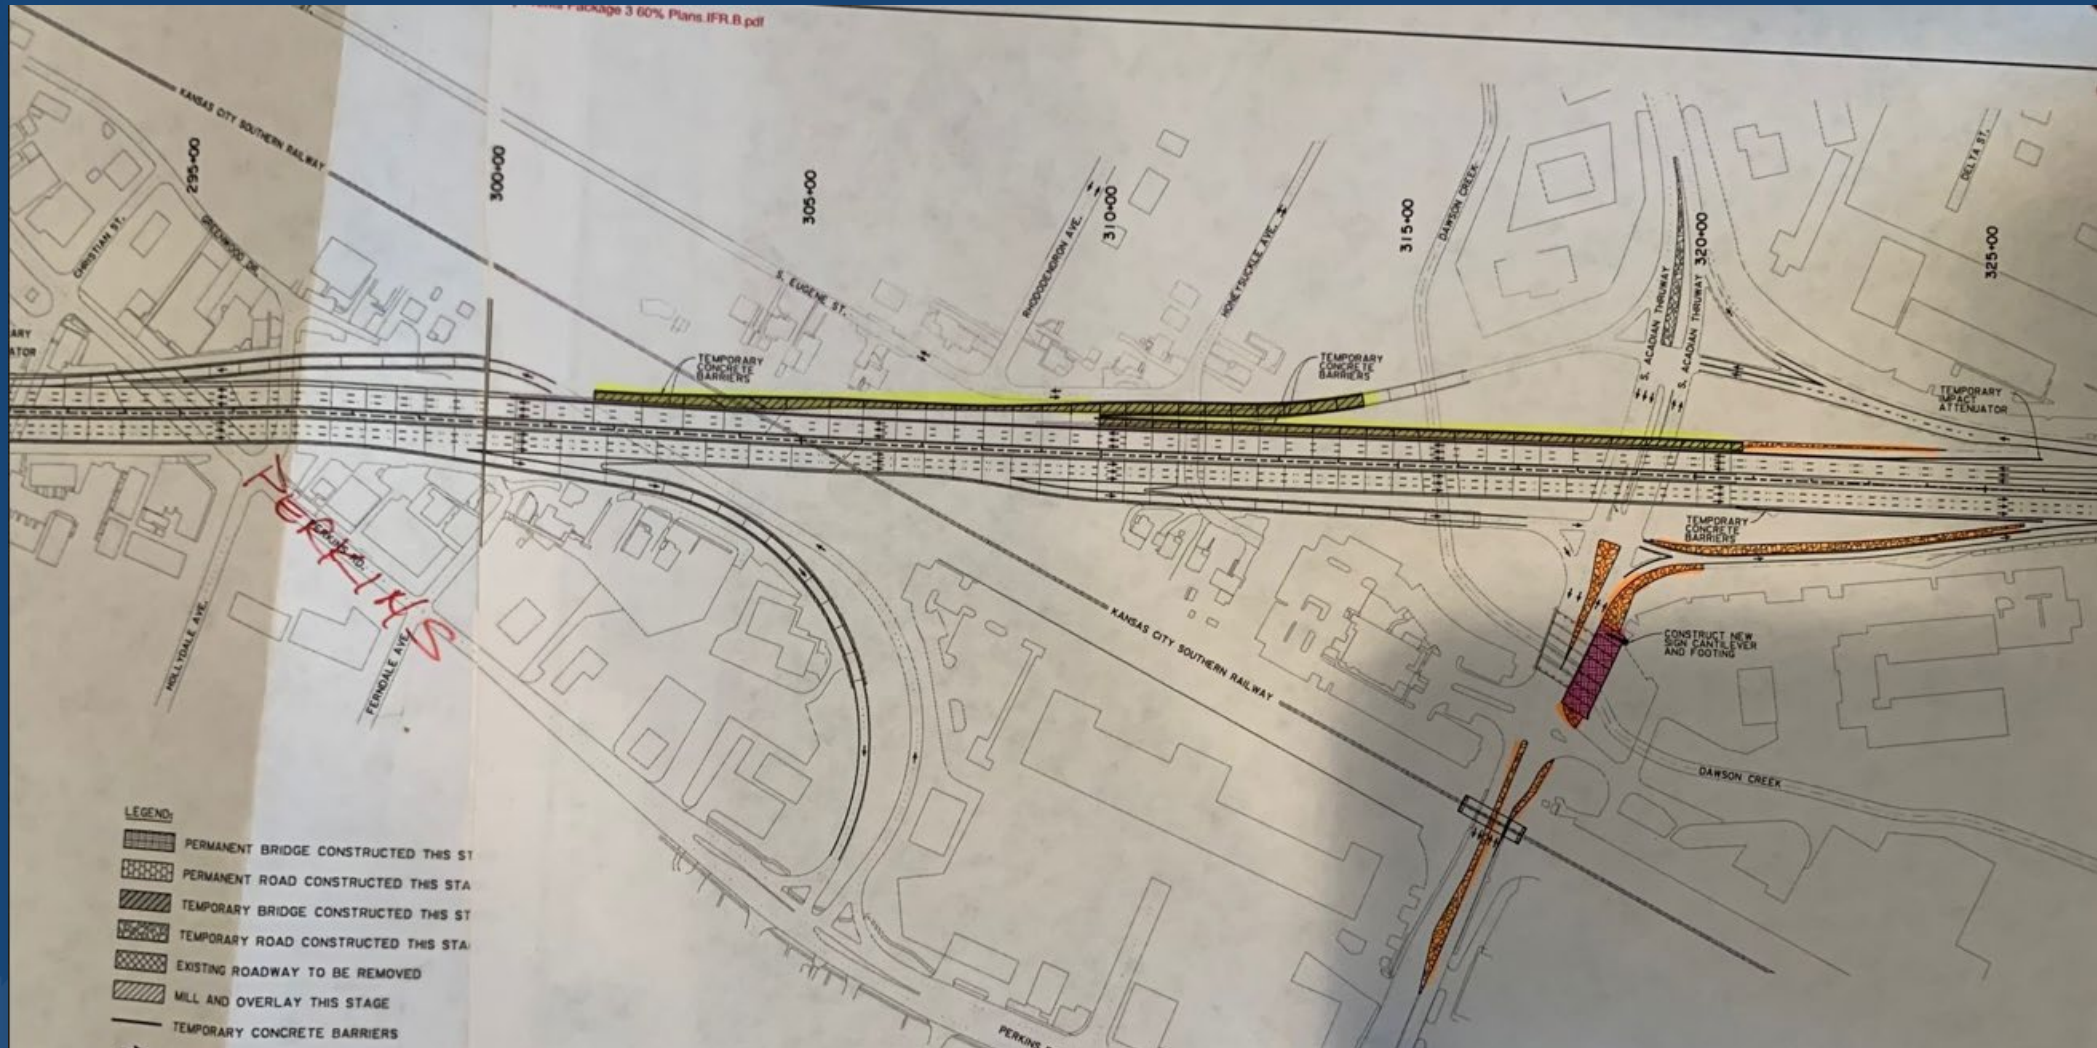 Package 3 60% Plans.IFR.B.pdf
KANSAS CITY SOUTHERN RAILWAY
295+00
300+00
305+00
310+00
315+00
320+00
325+00
CHRISTIAN ST.
GREENWOOD DR.
S. EUGENE ST.
RHODODENDRON AVE.
HONEYSUCKLE AVE.
DAWSON CREEK
S. ACADIAN THRUWAY
S. ACADIAN THRUWAY
DELTA ST.
ARY
ATOR
TEMPORARY
CONCRETE
BARRIERS
TEMPORARY
CONCRETE
BARRIERS
TEMPORARY
IMPACT
ATTENUATOR
TEMPORARY
CONCRETE
BARRIERS
PERKINS
HOLLYDALE AVE.
FERNDALE AVE.
KANSAS CITY SOUTHERN RAILWAY
CONSTRUCT NEW
SIGN CANTILEVER
AND FOOTING
DAWSON CREEK
PERKINS
LEGEND:
PERMANENT BRIDGE CONSTRUCTED THIS ST
PERMANENT ROAD CONSTRUCTED THIS STA
TEMPORARY BRIDGE CONSTRUCTED THIS ST
TEMPORARY ROAD CONSTRUCTED THIS STA
EXISTING ROADWAY TO BE REMOVED
MILL AND OVERLAY THIS STAGE
TEMPORARY CONCRETE BARRIERS